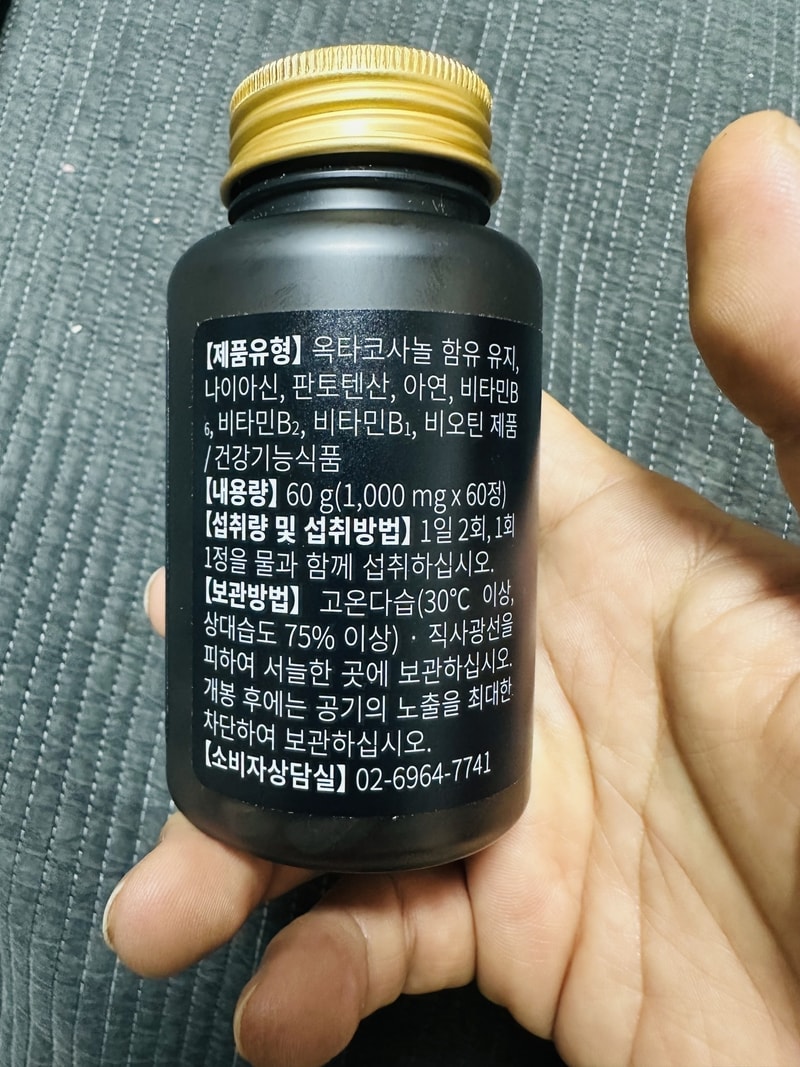 【제품유형】 옥타코사놀 함유 유지,
나이아신, 판토텐산, 아연, 비타민B
6, 비타민B2, 비타민B1, 비오틴 제품
/건강기능식품
【내용량】 60 g(1,000 mg x 60정)
【섭취량 및 섭취방법】 1일 2회, 1회
1정을 물과 함께 섭취하십시오.
【보관방법】 고온다습(30°C 이상,
상대습도 75% 이상) · 직사광선을
피하여 서늘한 곳에 보관하십시오.
개봉 후에는 공기의 노출을 최대한
차단하여 보관하십시오.
【소비자상담실】 02-6964-7741